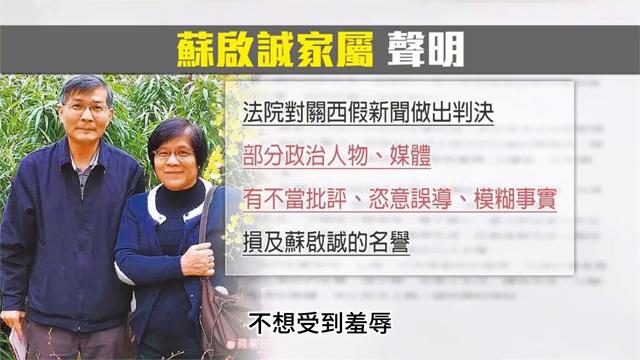 蘇啟誠家屬 聲明
法院對關西假新聞做出判決
部分政治人物、媒體
有不當批評、恣意誤導、模糊事實
損及蘇啟誠的名譽
不想受到羞辱